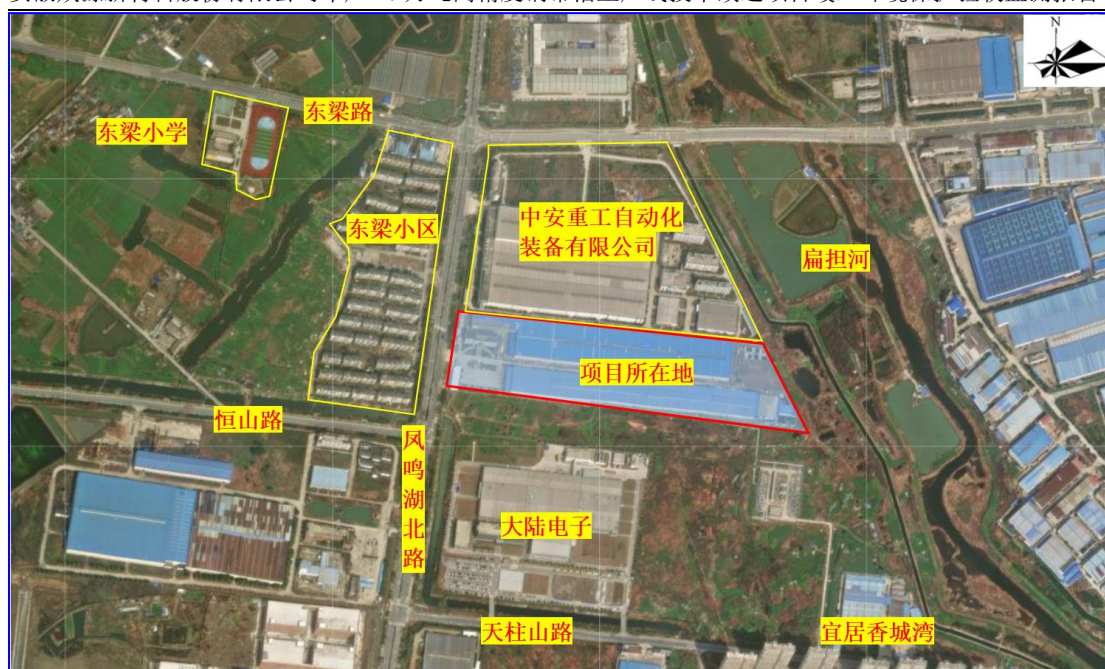 N
东梁路
东梁小学
东梁小区
中安重工自动化
装备有限公司
扁担河
项目所在地
恒山路
凤鸣湖北路
大陆电子
天柱山路
宜居香城湾